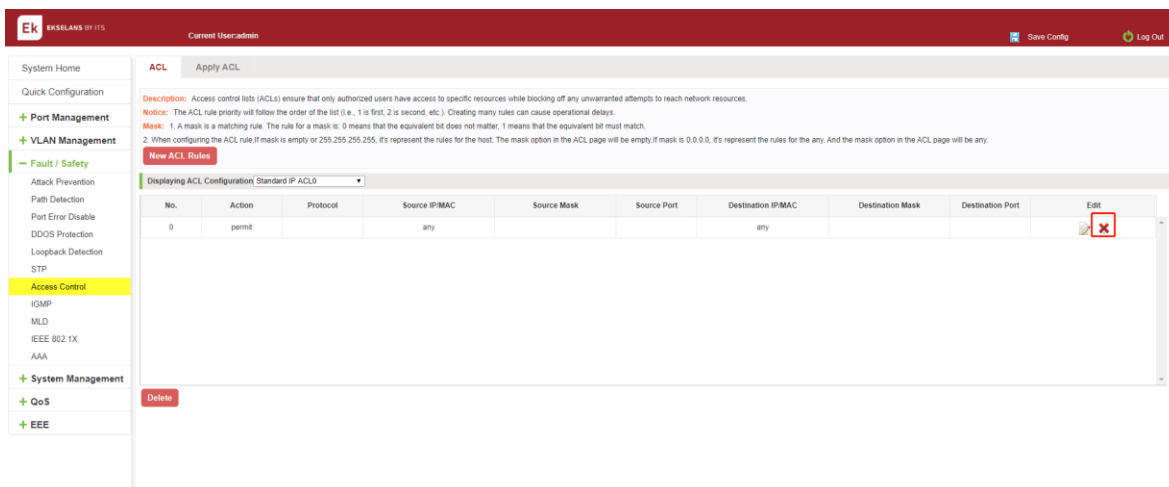 Ek EKSELANS BY ITS
Current User:admin
Save Config
Log Out
System Home
Quick Configuration
+ Port Management
+ VLAN Management
− Fault / Safety
Attack Prevention
Path Detection
Port Error Disable
DDOS Protection
Loopback Detection
STP
Access Control
IGMP
MLD
IEEE 802.1X
AAA
+ System Management
+ QoS
+ EEE
ACL Apply ACL
Description: Access control lists (ACLs) ensure that only authorized users have access to specific resources while blocking off any unwarranted attempts to reach network resources.
Notice: The ACL rule priority will follow the order of the list (i.e., 1 is first, 2 is second, etc.). Creating many rules can cause operational delays.
Mask: 1. A mask is a matching rule. The rule for a mask is: 0 means that the equivalent bit does not matter, 1 means that the equivalent bit must match.
2. When configuring the ACL rule,If mask is empty or 255.255.255.255, it's represent the rules for the host. The mask option in the ACL page will be empty.If mask is 0.0.0.0, it's represent the rules for the any. And the mask option in the ACL page will be any.
New ACL Rules
Displaying ACL Configuration Standard IP ACL0
No. Action Protocol Source IP/MAC Source Mask Source Port Destination IP/MAC Destination Mask Destination Port Edit
0 permit any any
Delete